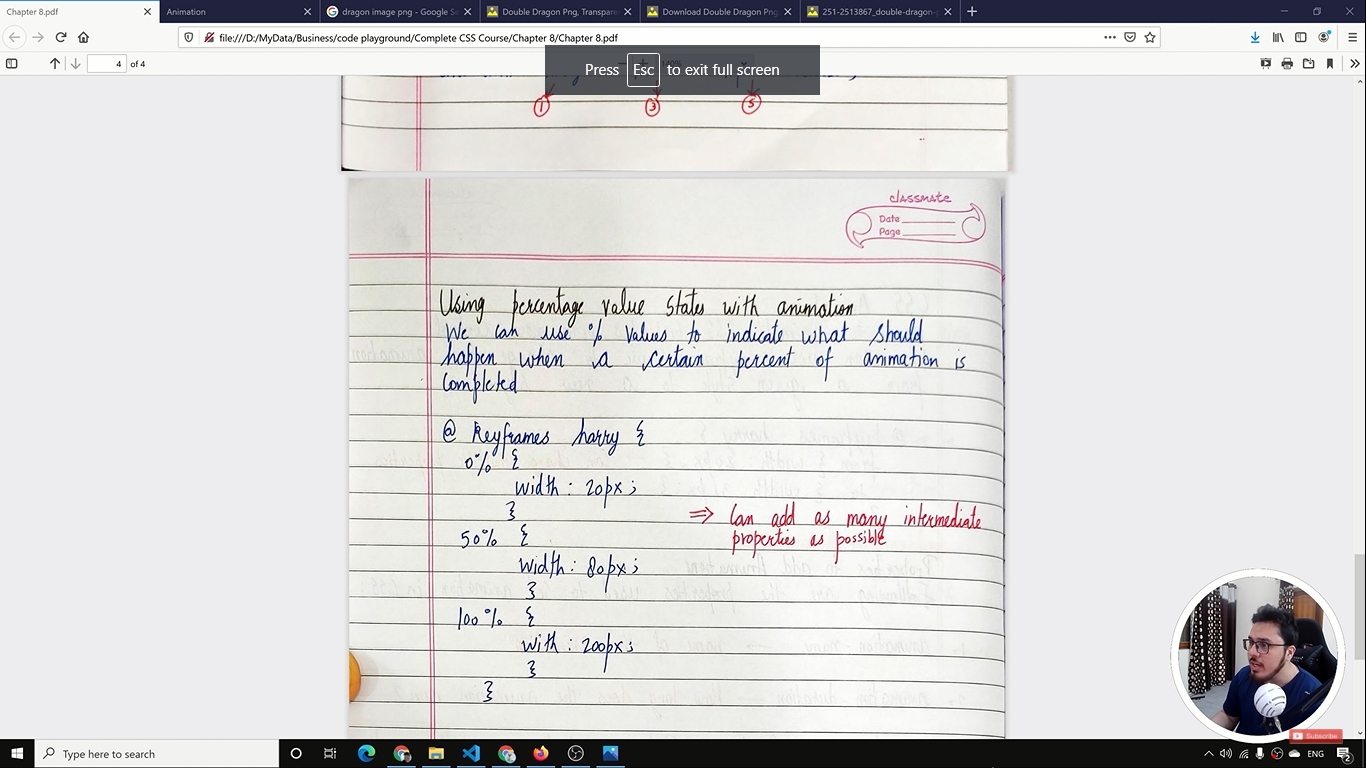 Chapter 8.pdf
Animation
dragon image png - Google Se
Double Dragon Png, Transpare
Download Double Dragon Png
251-2513867_double-dragon-
file:///D:/MyData/Business/code playground/Complete CSS Course/Chapter 8/Chapter 8.pdf
4 of 4
Press Esc to exit full screen
1 3 5
classmate
Date
Page
Using percentage value states with animation
We can use % values to indicate what should
happen when a certain percent of animation is
completed
@ keyframes harry {
0% {
width : 20px ;
}
50% {
width : 80px ;
}
100% {
with : 200px ;
}
}
⇒ Can add as many intermediate
properties as possible
Subscribe
Type here to search
ENG
2